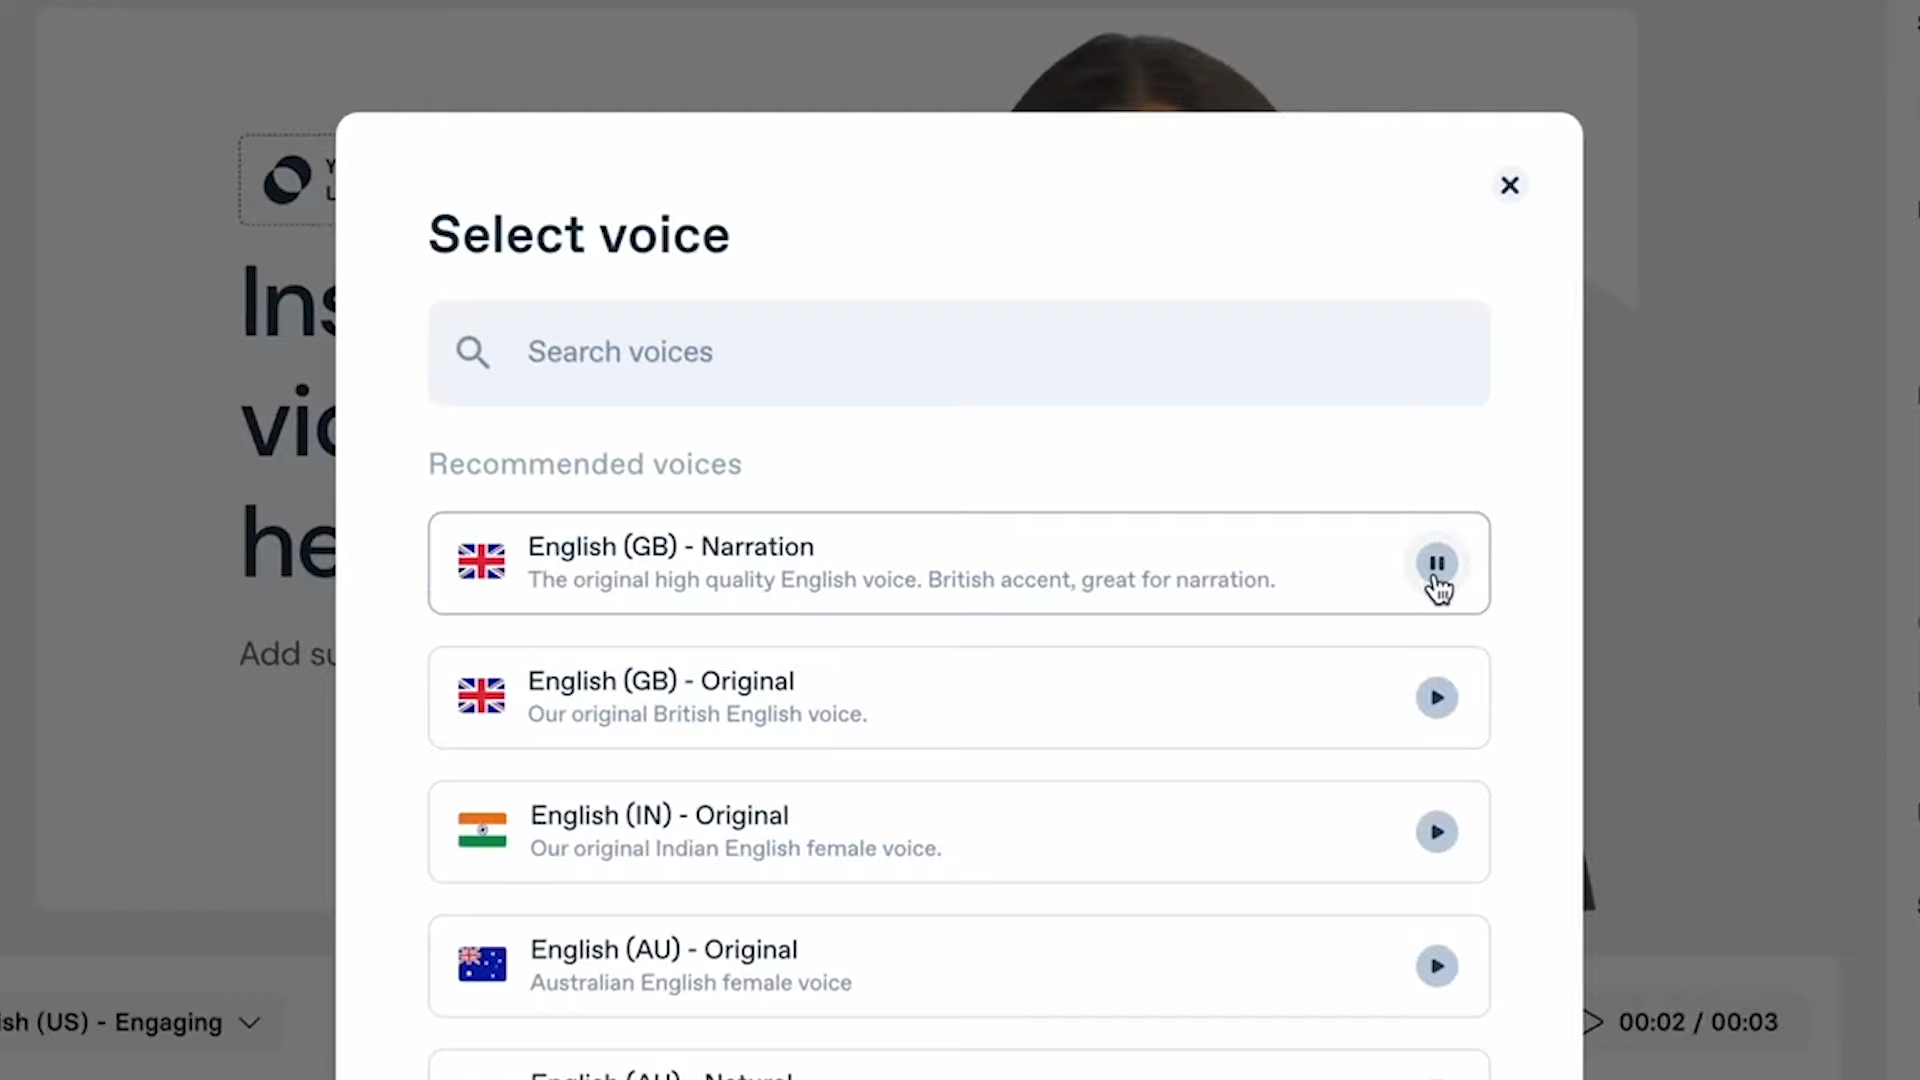 Select voice
Search voices
Recommended voices
English (GB) - Narration
The original high quality English voice. British accent, great for narration.
English (GB) - Original
Our original British English voice.
English (IN) - Original
Our original Indian English female voice.
English (AU) - Original
Australian English female voice
Add
(US) - Engaging
00:02 / 00:03